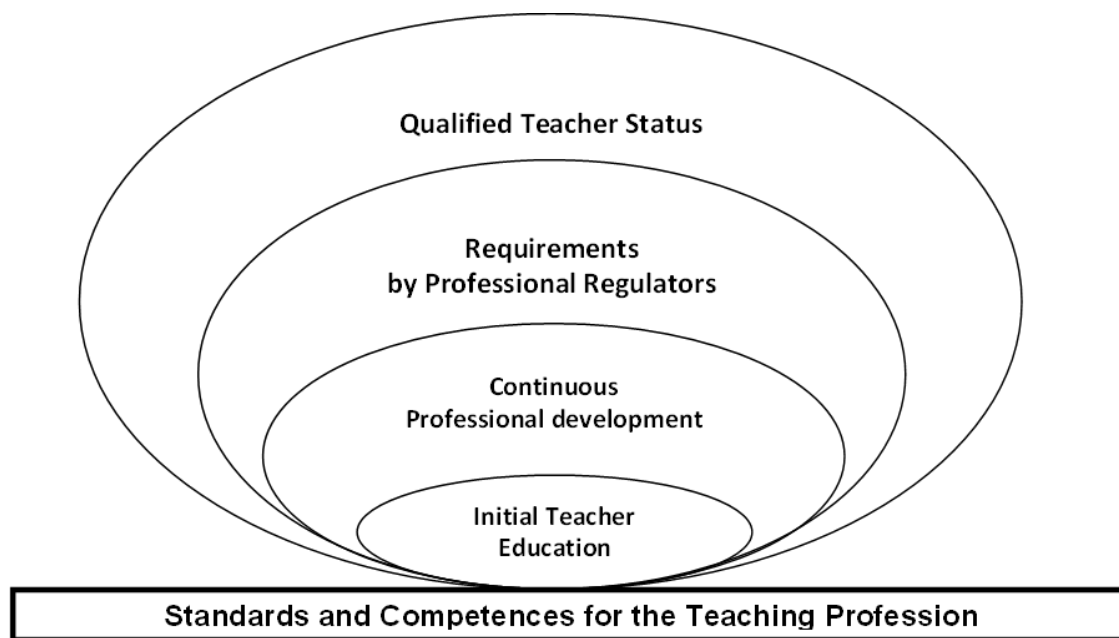 Qualified Teacher Status
Requirements
by Professional Regulators
Continuous
Professional development
Initial Teacher
Education
Standards and Competences for the Teaching Profession